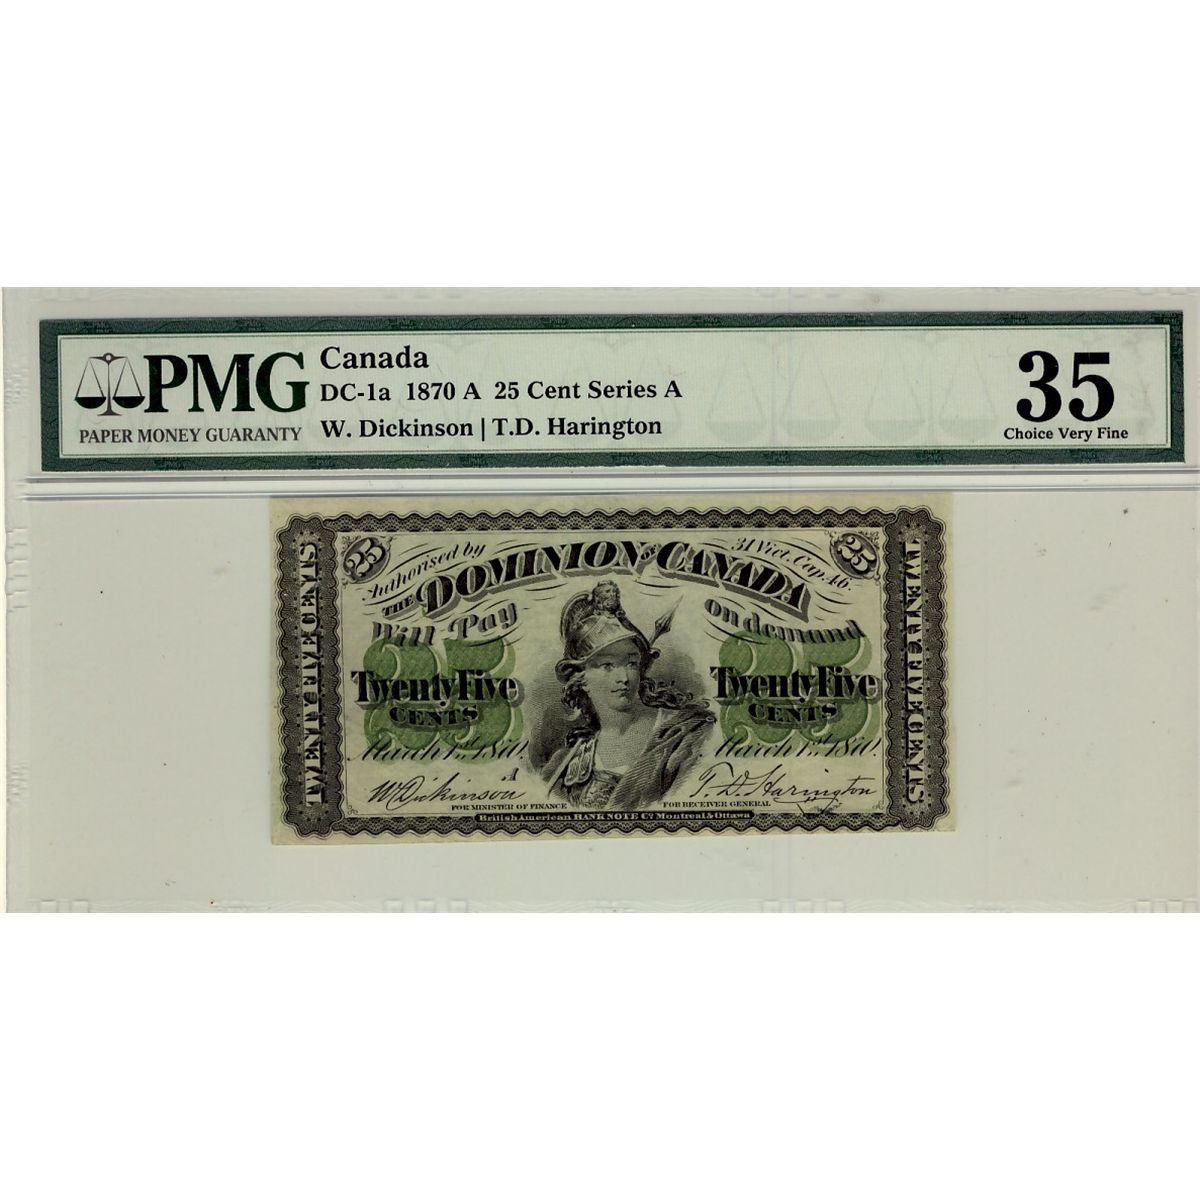 PMG
PAPER MONEY GUARANTY
Canada
DC-1a 1870 A 25 Cent Series A
W. Dickinson | T.D. Harington
35
Choice Very Fine
25
Authorised by
31 Vict. Cap. 46.
25
THE DOMINION OF CANADA
Will Pay
on demand
25
25
Twenty Five
CENTS
Twenty Five
CENTS
March 1st 1870.
March 1st 1870.
W Dickinson
A
T. D. Harington
FOR MINISTER OF FINANCE
FOR RECEIVER GENERAL
British American BANK NOTE Co. Montreal & Ottawa
TWENTY FIVE CENTS
TWENTY FIVE CENTS